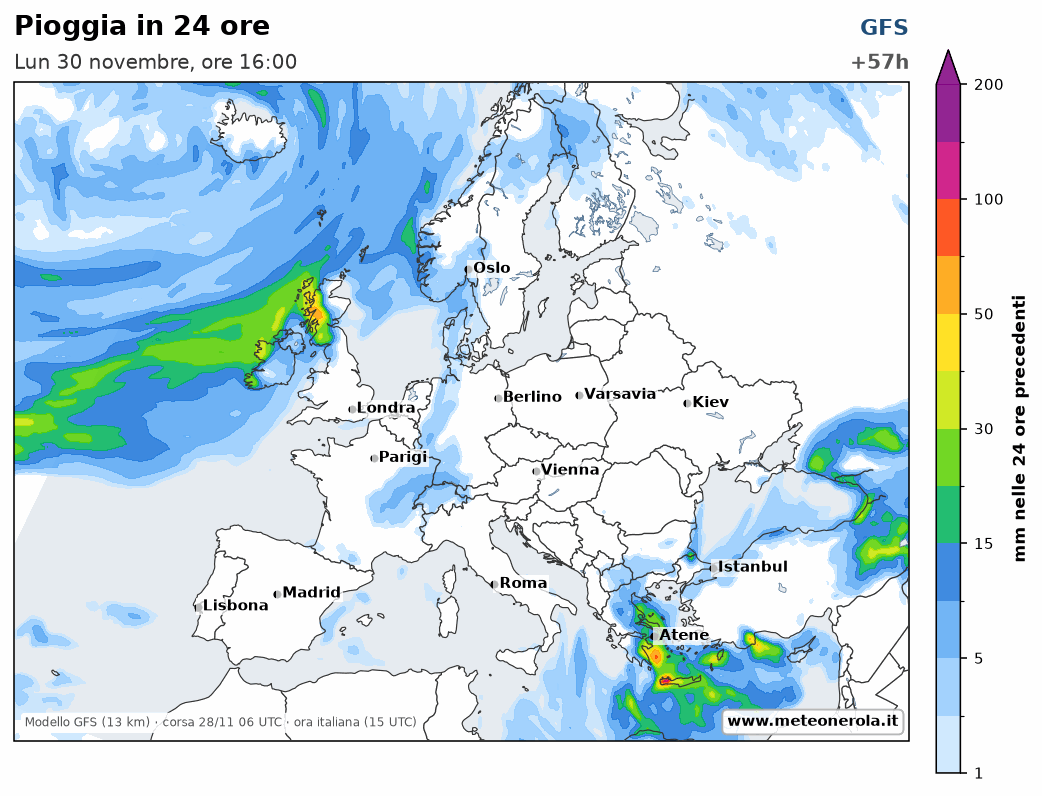 Pioggia in 24 ore
GFS
Lun 30 novembre, ore 16:00
+57h
200
100
50
30
15
5
1
mm nelle 24 ore precedenti
Oslo
Berlino
Varsavia
Kiev
Londra
Parigi
Vienna
Istanbul
Roma
Madrid
Lisbona
Atene
Modello GFS (13 km) · corsa 28/11 06 UTC · ora italiana (15 UTC)
www.meteonerola.it